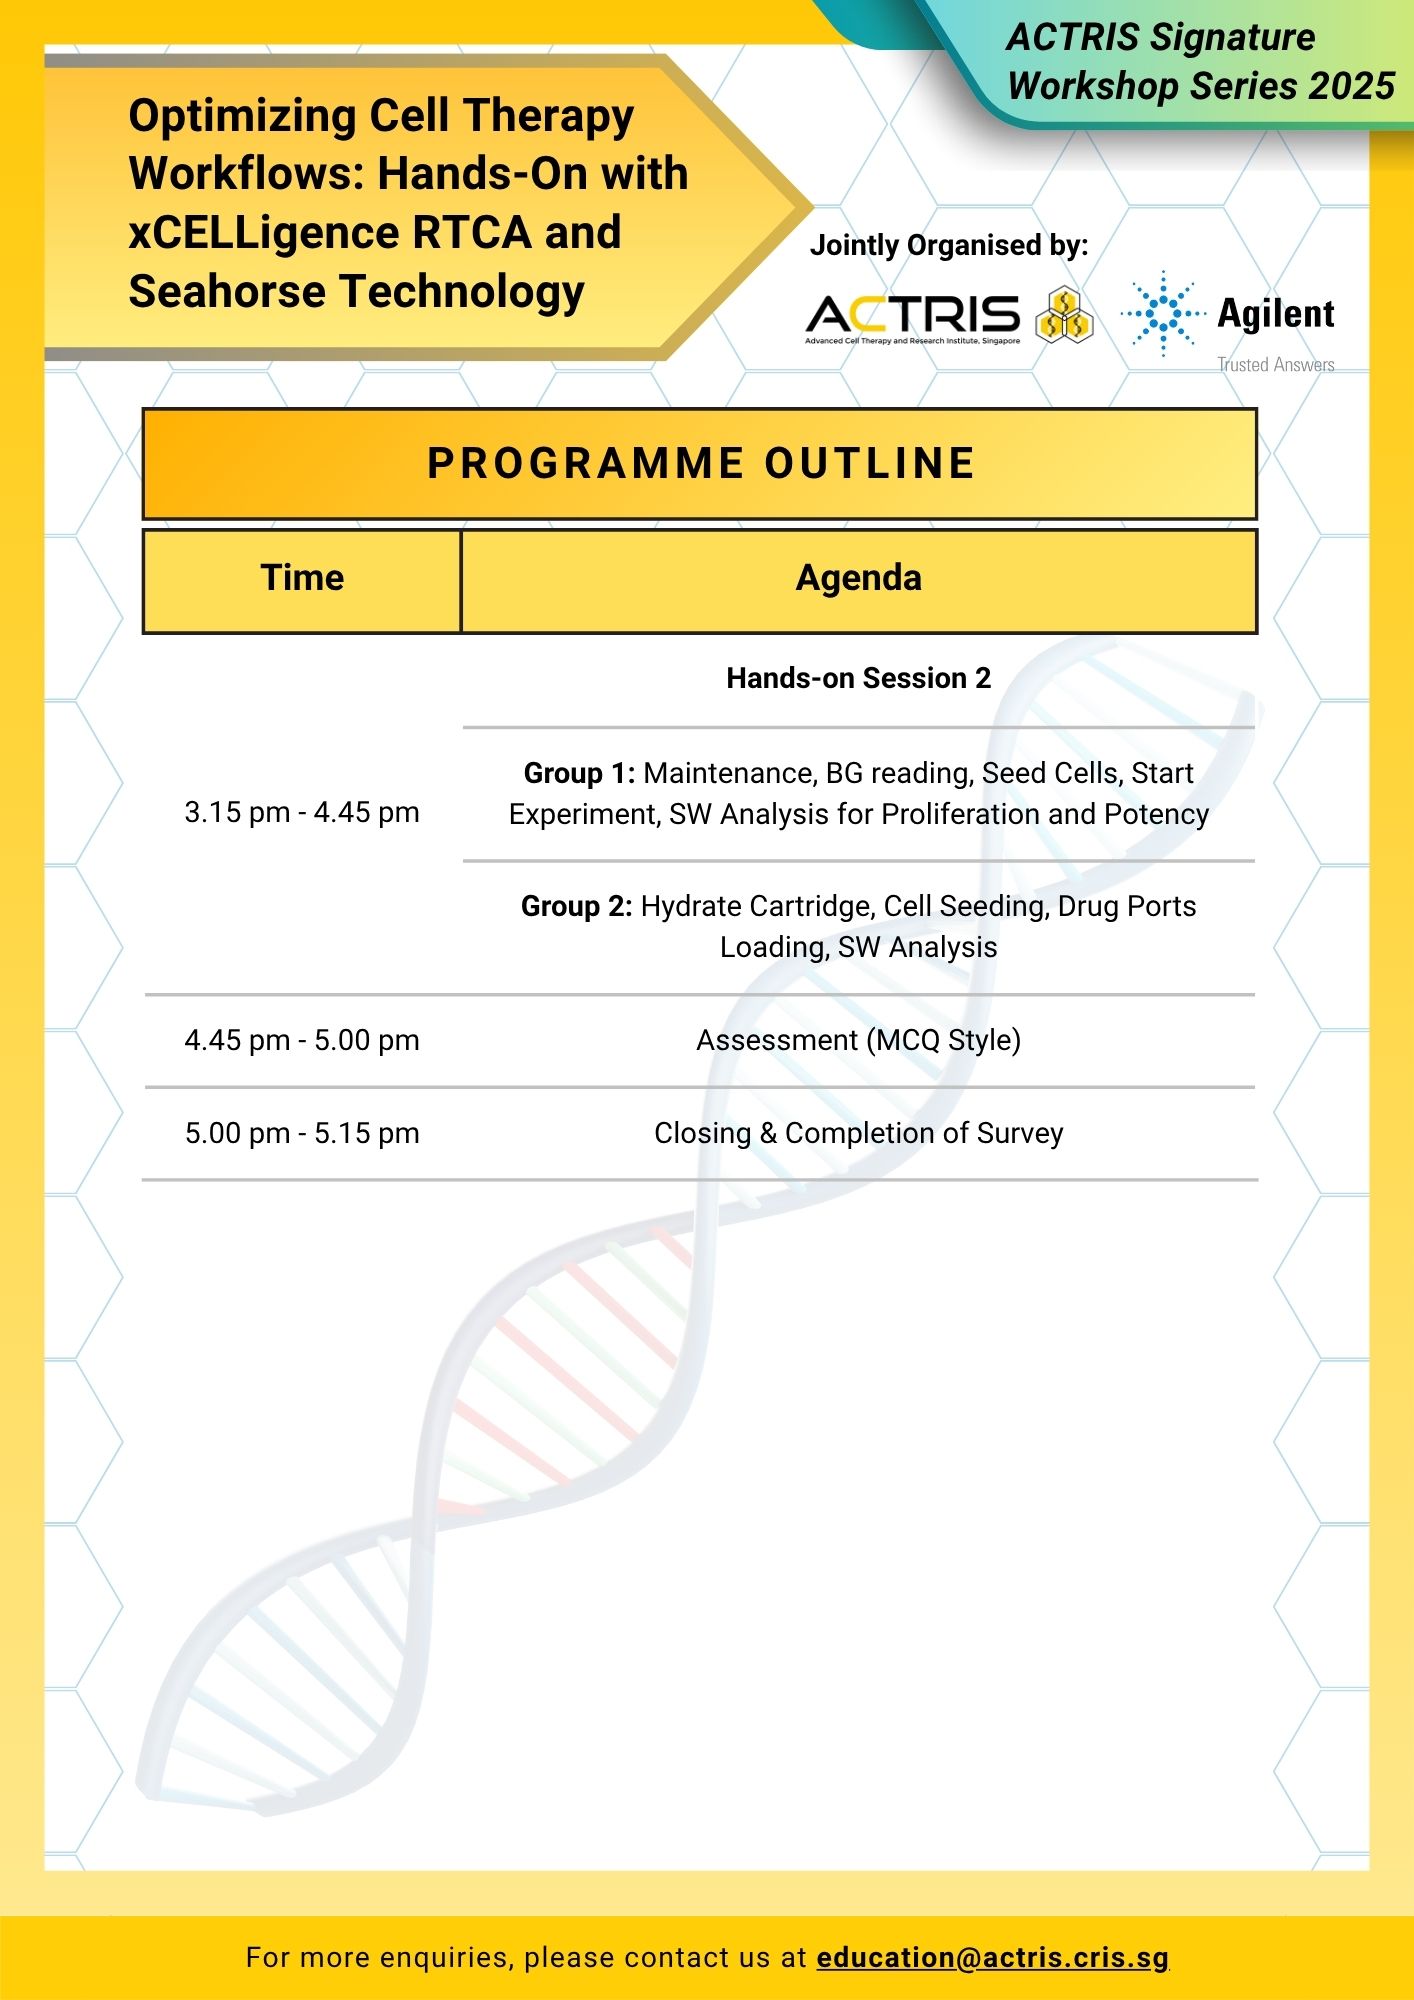 ACTRIS Signature
Workshop Series 2025
Optimizing Cell Therapy
Workflows: Hands-On with
xCELLigence RTCA and
Seahorse Technology
Jointly Organised by:
ACTRIS
Advanced Cell Therapy and Research Institute, Singapore
Agilent
Trusted Answers
PROGRAMME OUTLINE
Time
Agenda
Hands-on Session 2
3.15 pm - 4.45 pm
Group 1: Maintenance, BG reading, Seed Cells, Start
Experiment, SW Analysis for Proliferation and Potency
Group 2: Hydrate Cartridge, Cell Seeding, Drug Ports
Loading, SW Analysis
4.45 pm - 5.00 pm
Assessment (MCQ Style)
5.00 pm - 5.15 pm
Closing & Completion of Survey
For more enquiries, please contact us at education@actris.cris.sg